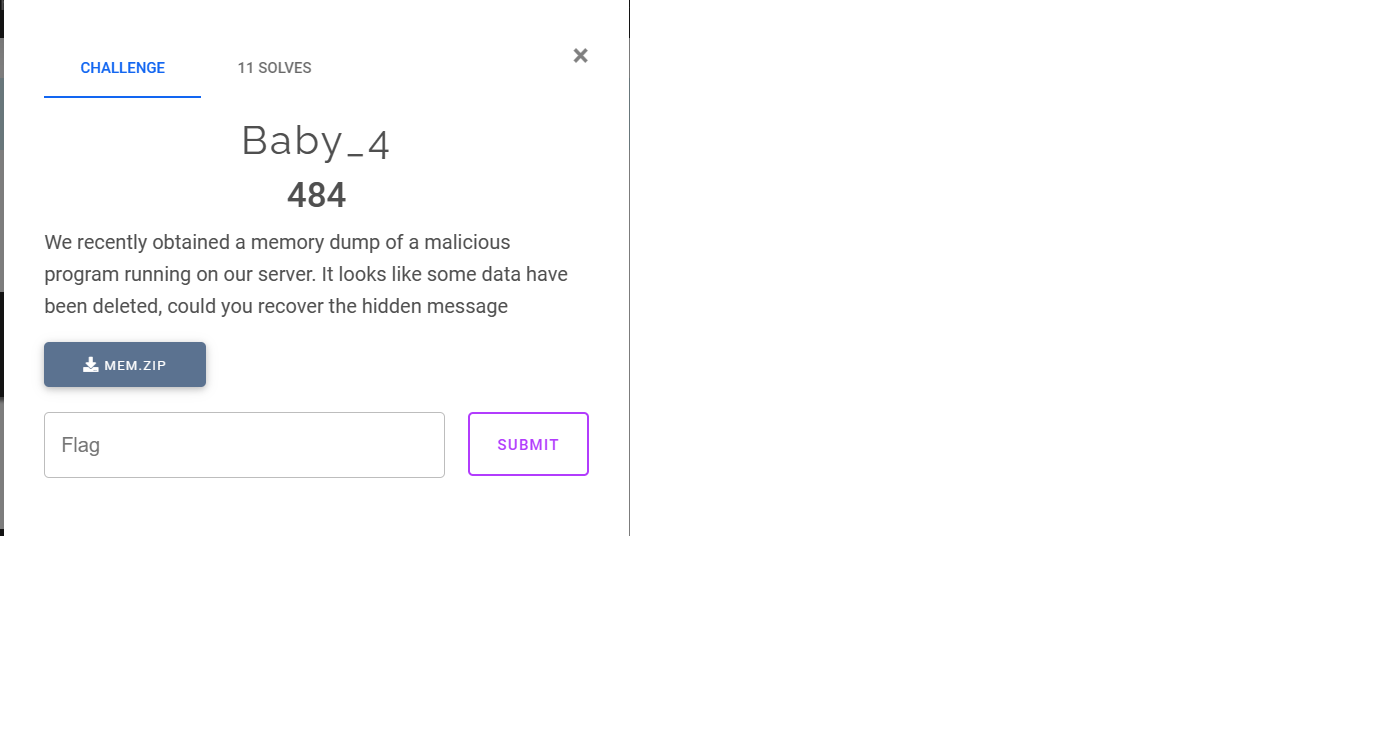 CHALLENGE
11 SOLVES
×
Baby_4
484
We recently obtained a memory dump of a malicious
program running on our server. It looks like some data have
been deleted, could you recover the hidden message
MEM.ZIP
Flag
SUBMIT